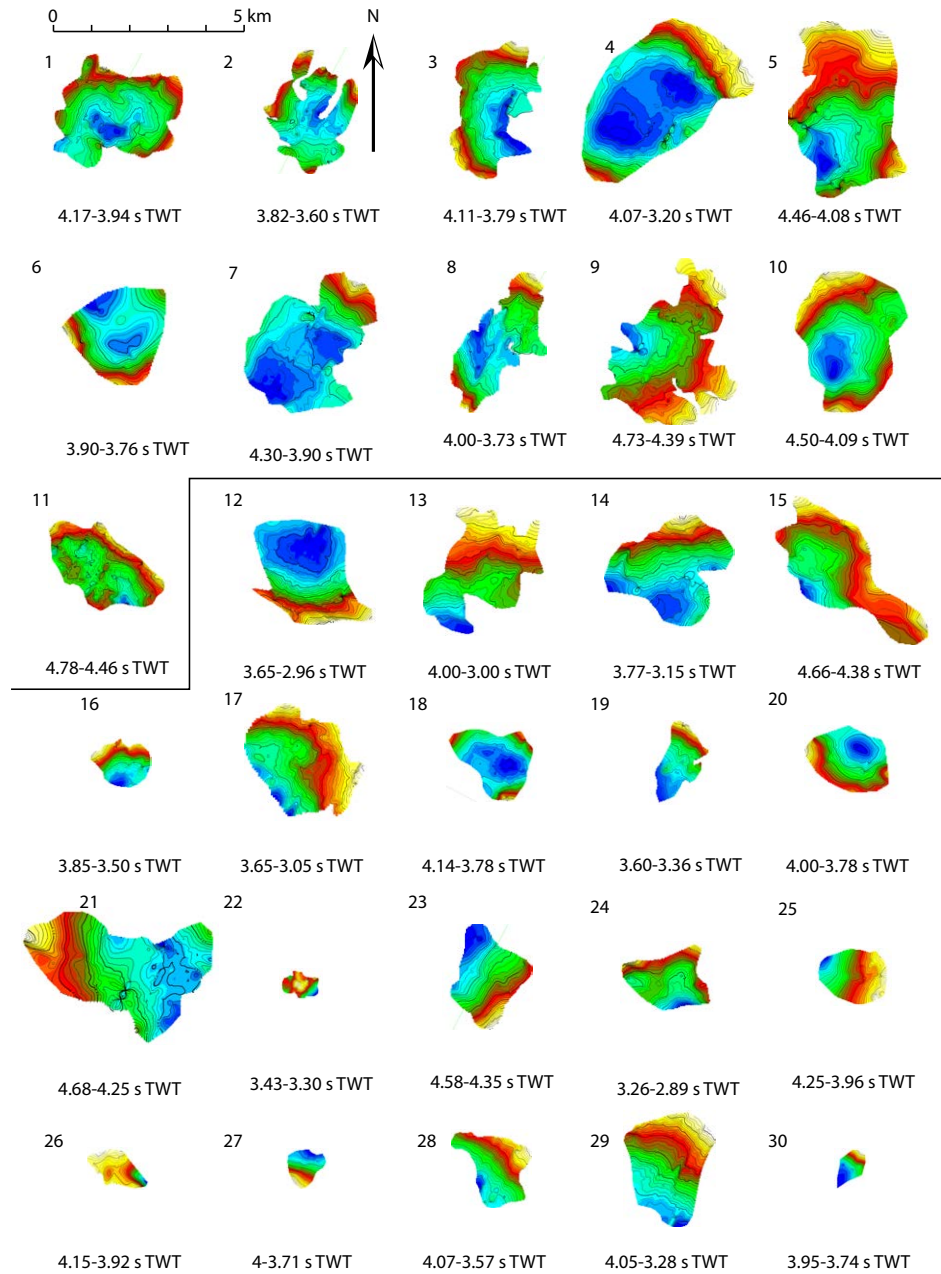 0 5 km N
1 2 3 4 5
4.17-3.94 s TWT 3.82-3.60 s TWT 4.11-3.79 s TWT 4.07-3.20 s TWT 4.46-4.08 s TWT
6 7 8 9 10
3.90-3.76 s TWT 4.30-3.90 s TWT 4.00-3.73 s TWT 4.73-4.39 s TWT 4.50-4.09 s TWT
11 12 13 14 15
4.78-4.46 s TWT 3.65-2.96 s TWT 4.00-3.00 s TWT 3.77-3.15 s TWT 4.66-4.38 s TWT
16 17 18 19 20
3.85-3.50 s TWT 3.65-3.05 s TWT 4.14-3.78 s TWT 3.60-3.36 s TWT 4.00-3.78 s TWT
21 22 23 24 25
4.68-4.25 s TWT 3.43-3.30 s TWT 4.58-4.35 s TWT 3.26-2.89 s TWT 4.25-3.96 s TWT
26 27 28 29 30
4.15-3.92 s TWT 4-3.71 s TWT 4.07-3.57 s TWT 4.05-3.28 s TWT 3.95-3.74 s TWT